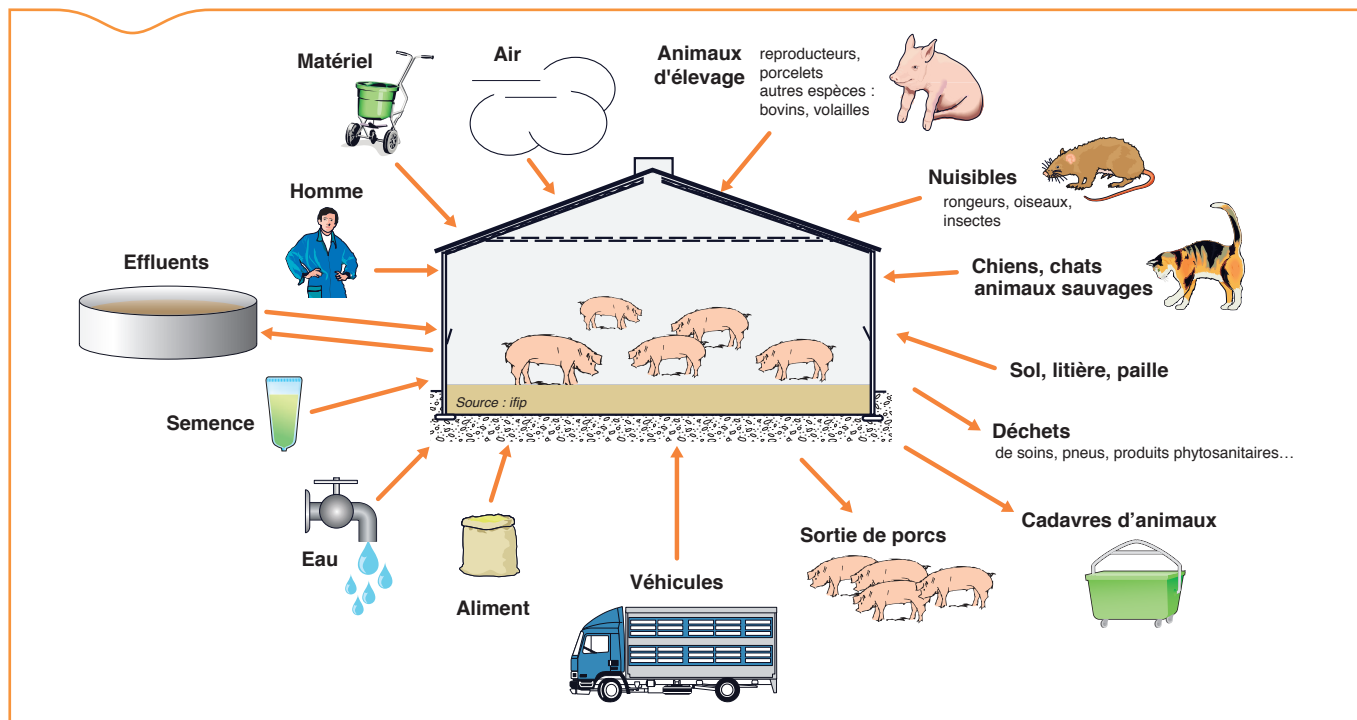 Matériel
Air
Animaux
d'élevage
reproducteurs,
porcelets
autres espèces :
bovins, volailles
Nuisibles
rongeurs, oiseaux,
insectes
Homme
Effluents
Chiens, chats
animaux sauvages
Sol, litière, paille
Semence
Source : ifip
Déchets
de soins, pneus, produits phytosanitaires…
Eau
Aliment
Véhicules
Sortie de porcs
Cadavres d’animaux